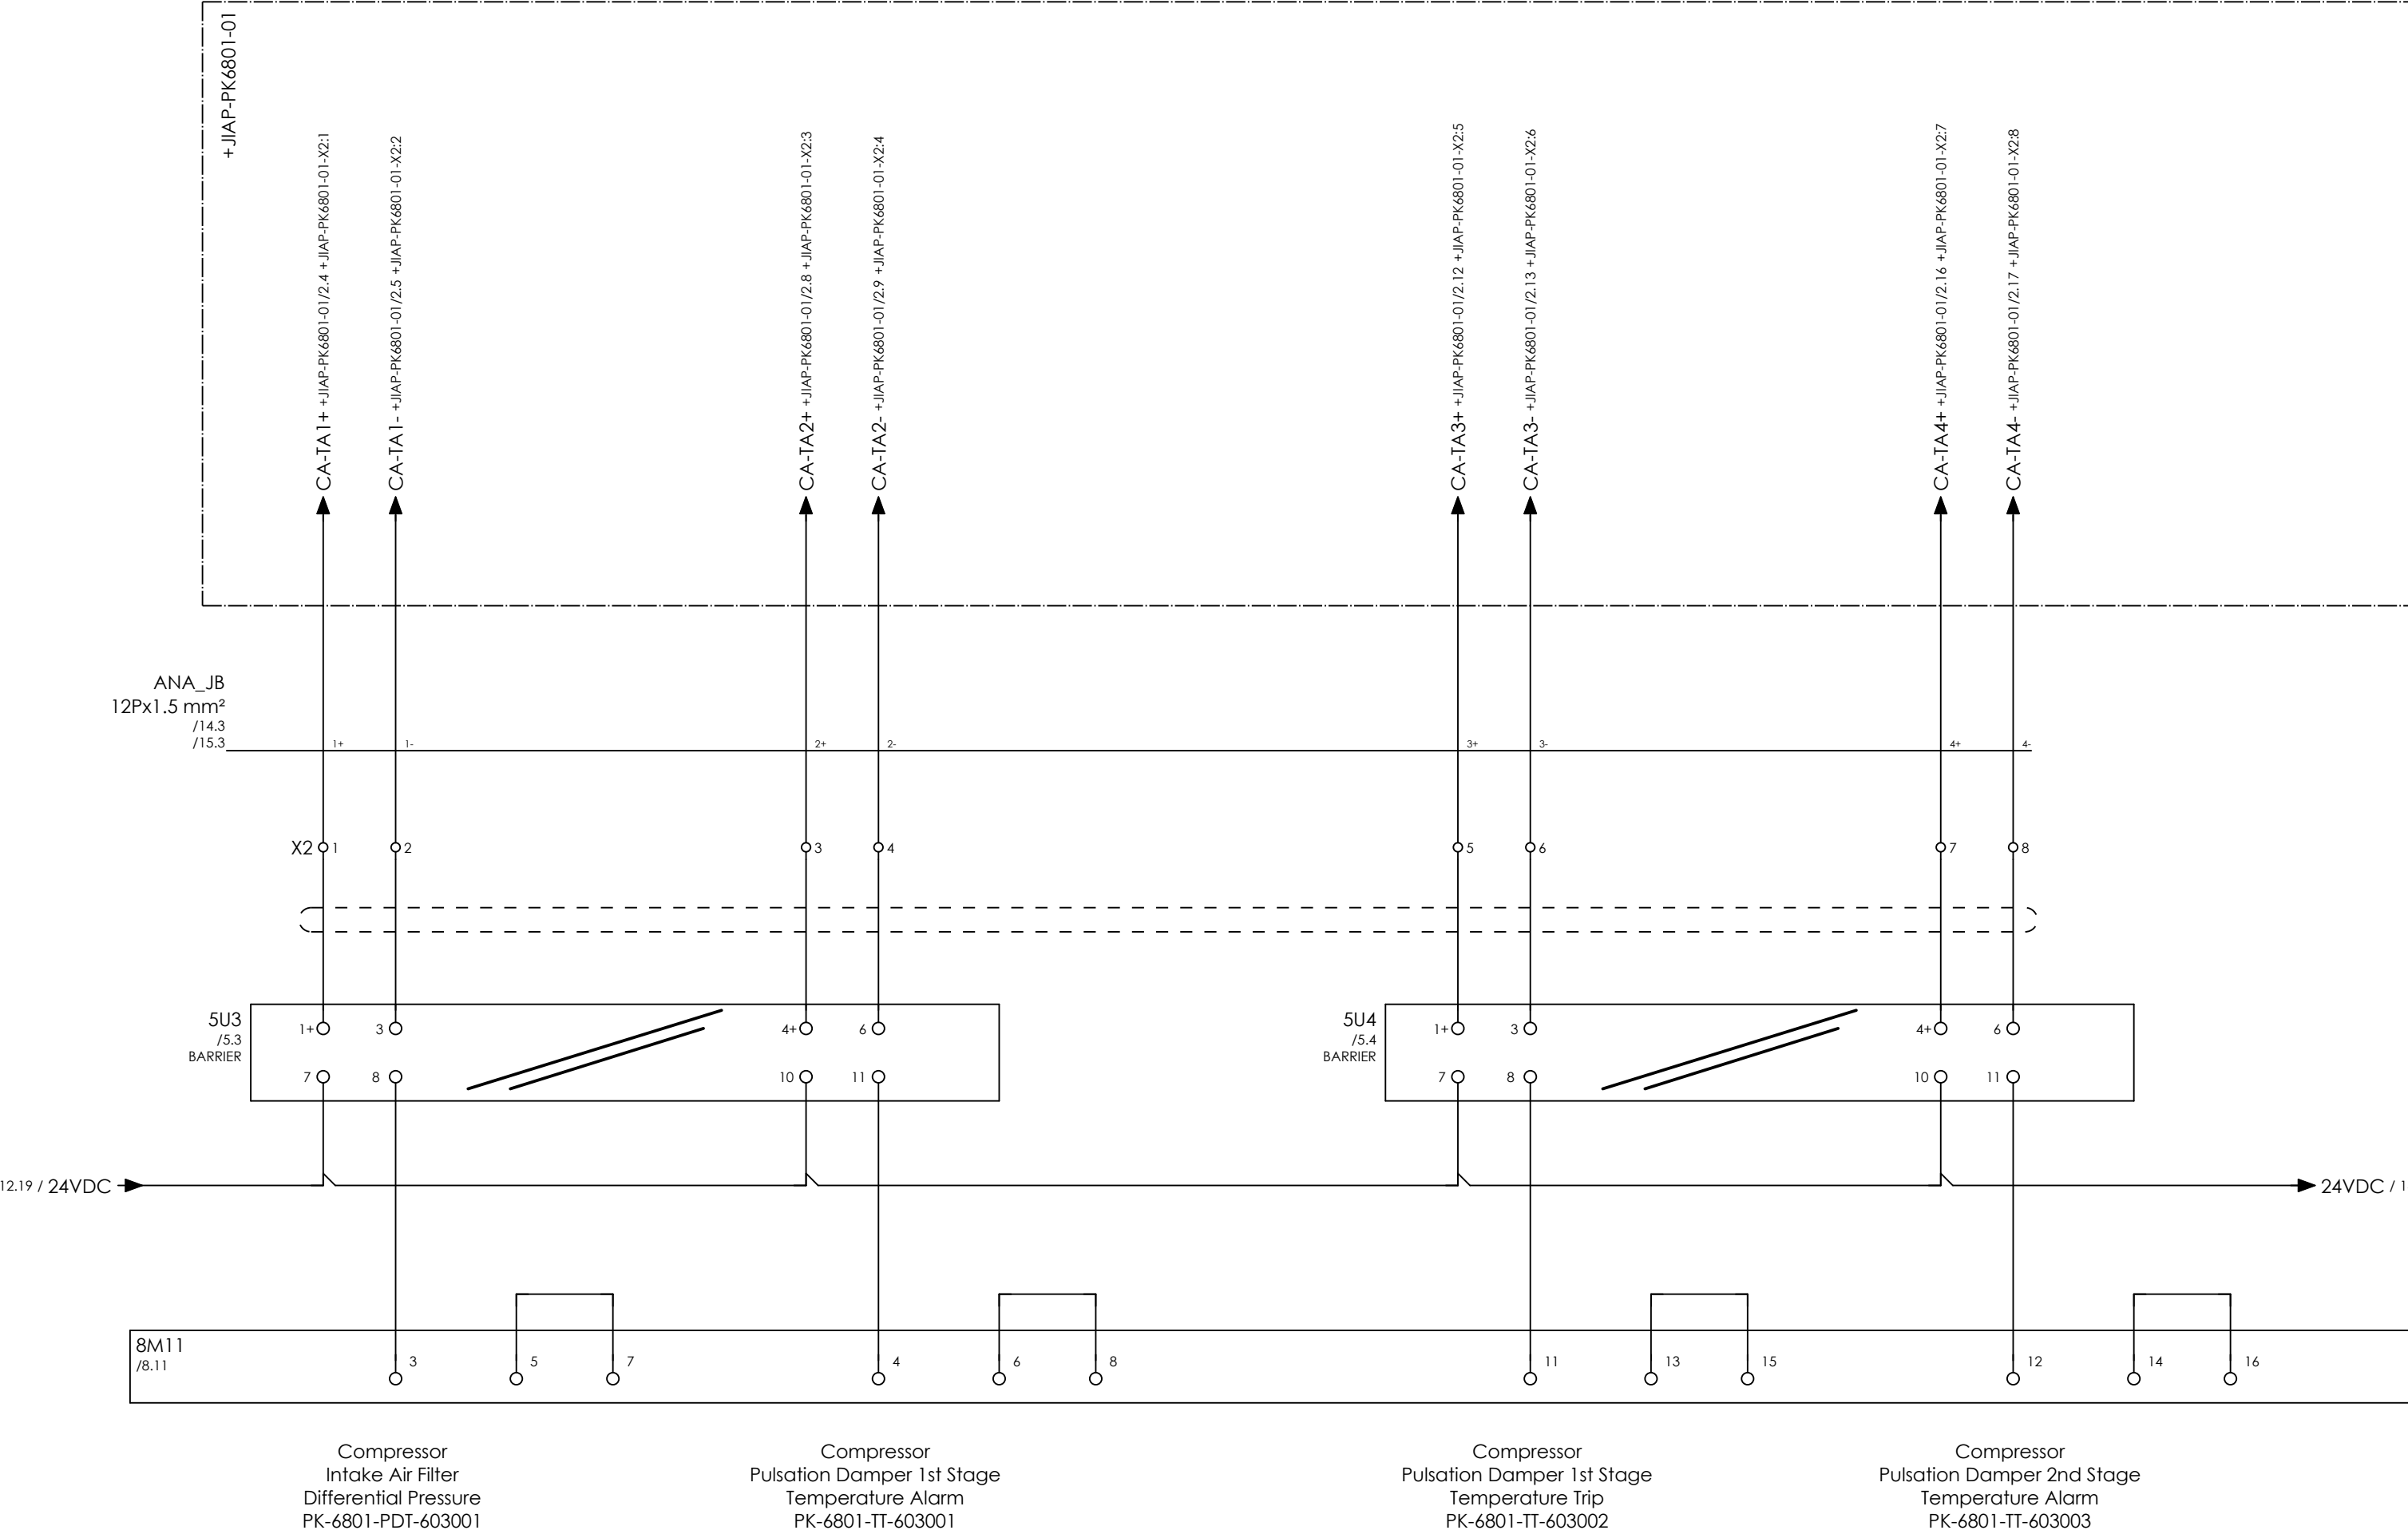 +JIAP-PK6801-01
CA-TA1+ +JIAP-PK6801-01/2.4 +JIAP-PK6801-01-X2:1
CA-TA1- +JIAP-PK6801-01/2.5 +JIAP-PK6801-01-X2:2
CA-TA2+ +JIAP-PK6801-01/2.8 +JIAP-PK6801-01-X2:3
CA-TA2- +JIAP-PK6801-01/2.9 +JIAP-PK6801-01-X2:4
CA-TA3+ +JIAP-PK6801-01/2.12 +JIAP-PK6801-01-X2:5
CA-TA3- +JIAP-PK6801-01/2.13 +JIAP-PK6801-01-X2:6
CA-TA4+ +JIAP-PK6801-01/2.16 +JIAP-PK6801-01-X2:7
CA-TA4- +JIAP-PK6801-01/2.17 +JIAP-PK6801-01-X2:8
ANA_JB
12Px1.5 mm²
/14.3
/15.3
1+ 1- 2+ 2- 3+ 3- 4+ 4-
X2 1 2 3 4 5 6 7 8
5U3
/5.3
BARRIER
1+ 3 4+ 6
7 8 10 11
5U4
/5.4
BARRIER
1+ 3 4+ 6
7 8 10 11
12.19 / 24VDC
24VDC / 1
8M11
/8.11
3 5 7 4 6 8 11 13 15 12 14 16
Compressor
Intake Air Filter
Differential Pressure
PK-6801-PDT-603001
Compressor
Pulsation Damper 1st Stage
Temperature Alarm
PK-6801-TT-603001
Compressor
Pulsation Damper 1st Stage
Temperature Trip
PK-6801-TT-603002
Compressor
Pulsation Damper 2nd Stage
Temperature Alarm
PK-6801-TT-603003